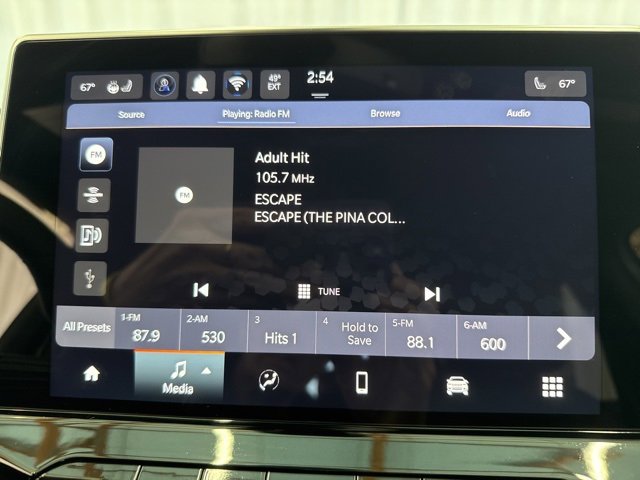 67° 49° EXT 2:54 67°
Source Playing: Radio FM Browse Audio
FM
FM
Adult Hit
105.7 MHz
ESCAPE
ESCAPE (THE PINA COL...
TUNE
All Presets 1-FM 87.9 2-AM 530 3 Hits 1 4 Hold to Save 5-FM 88.1 6-AM 600
Media